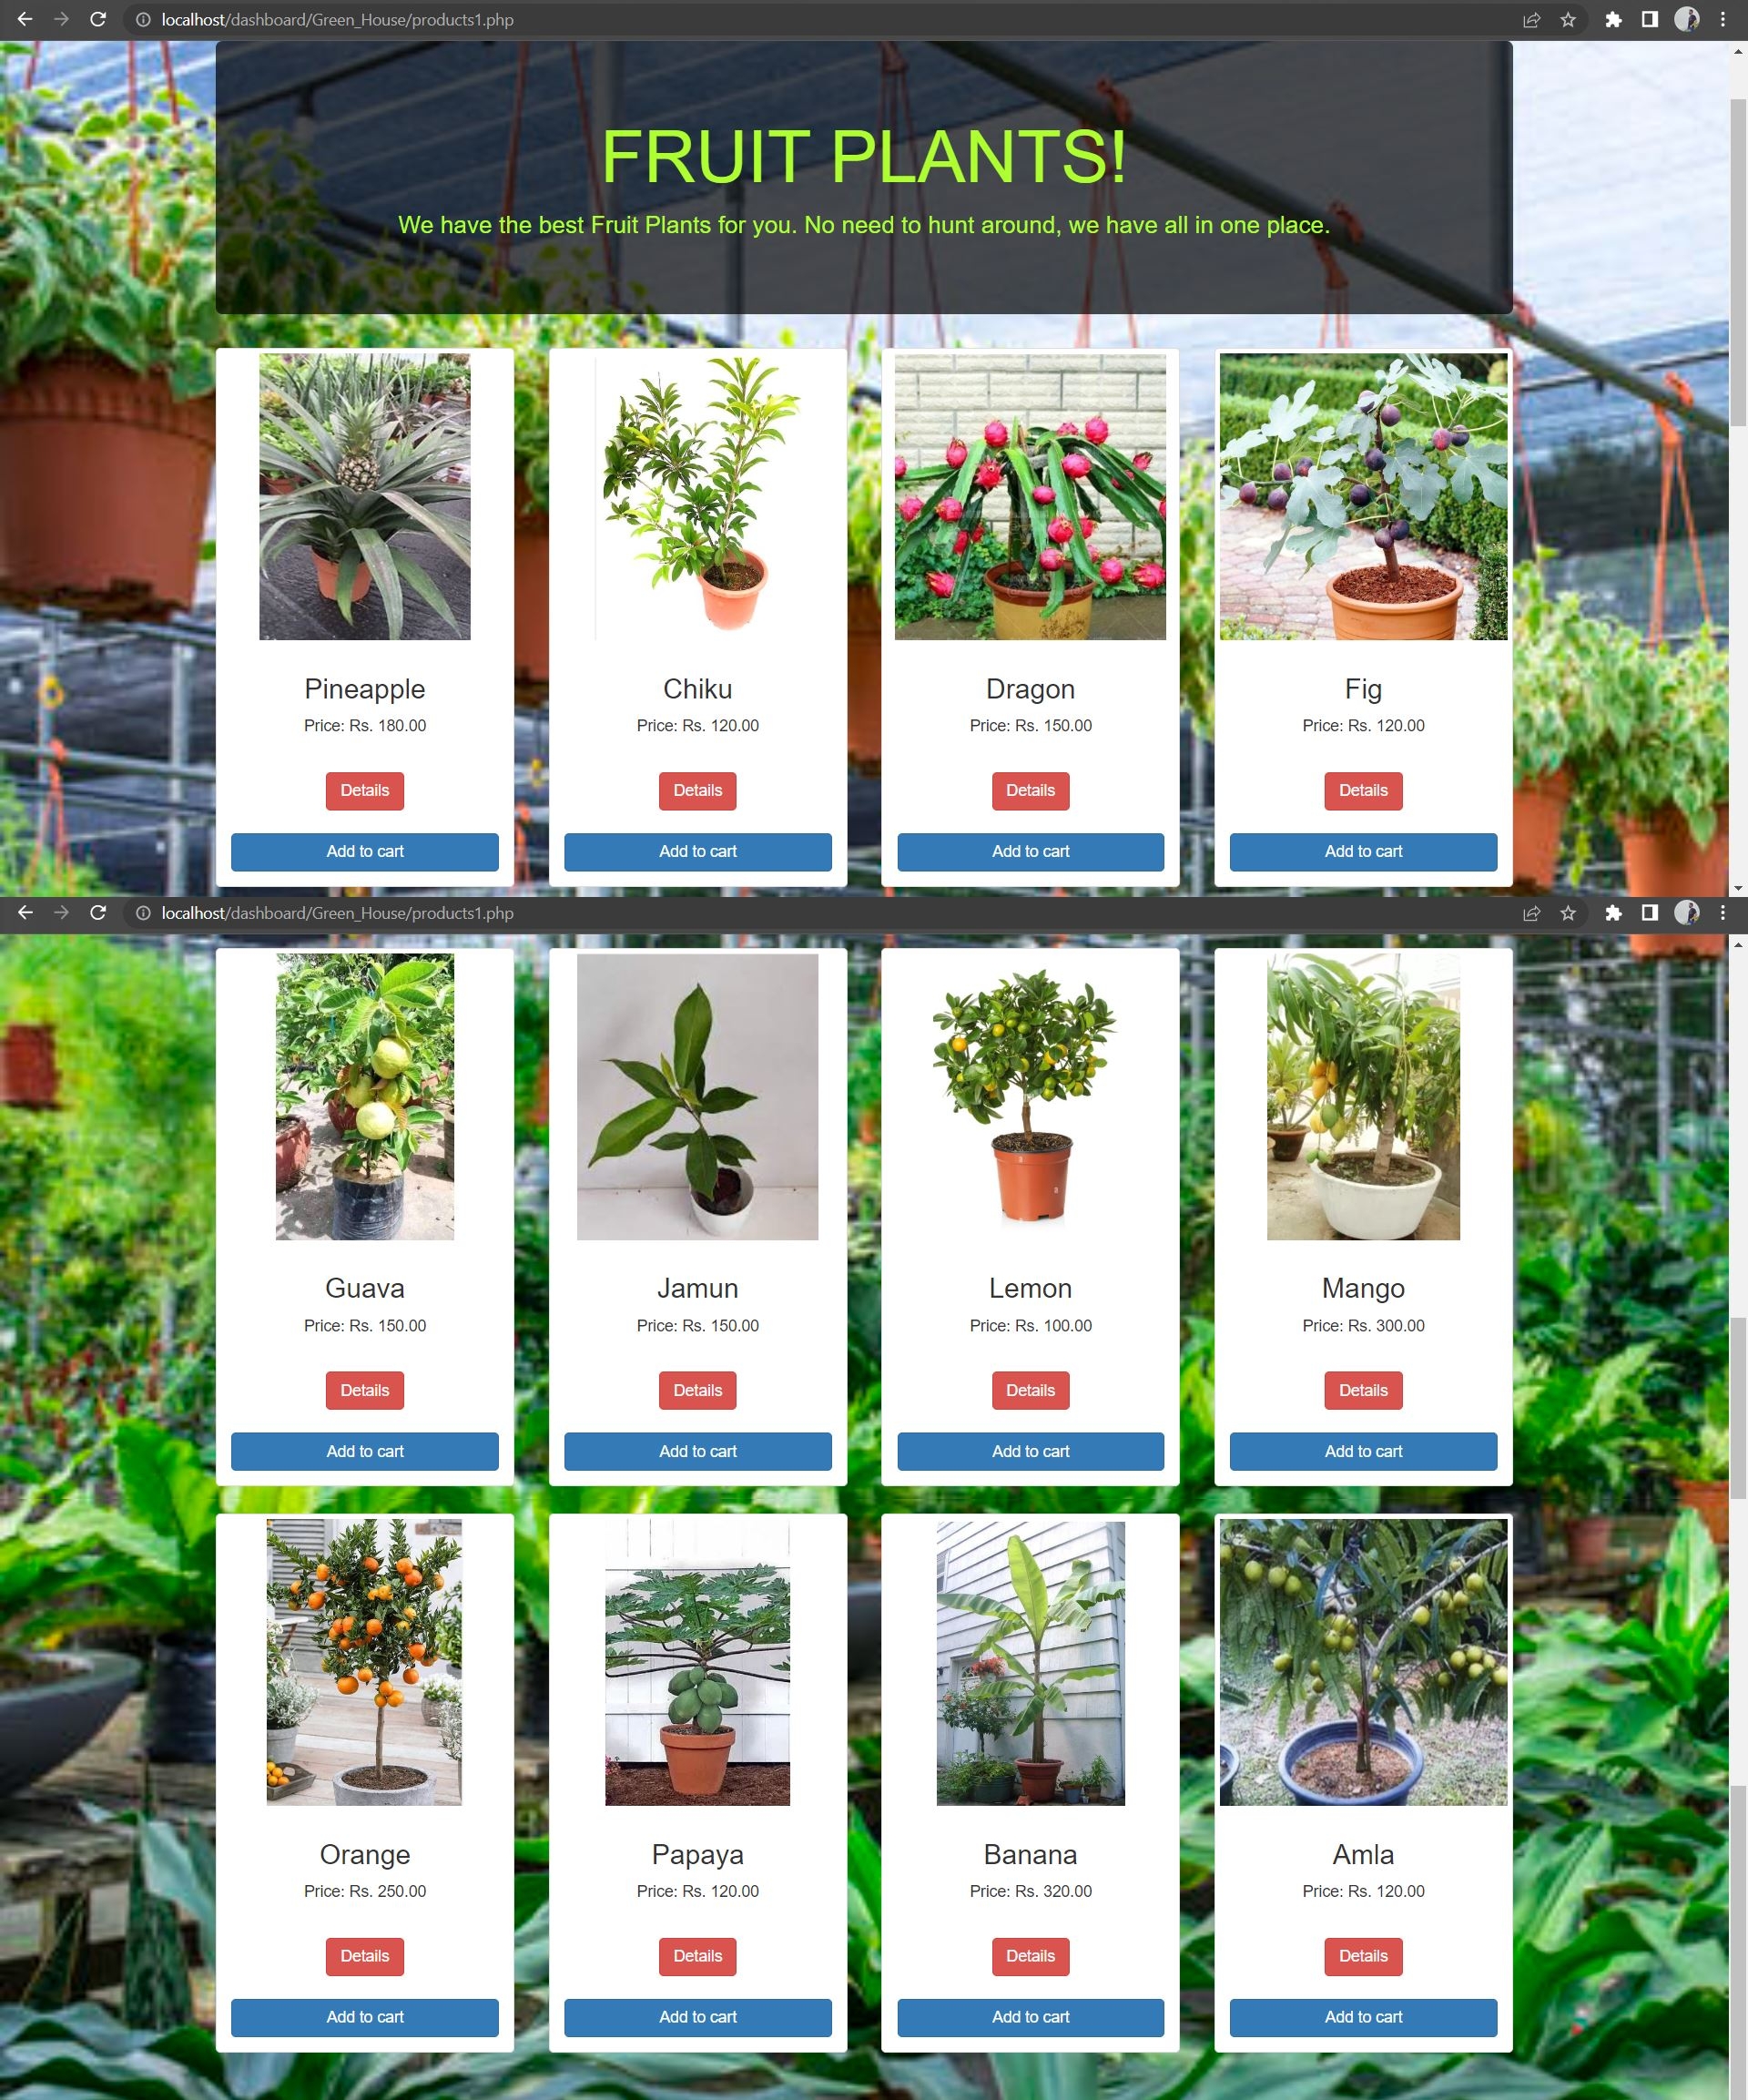 localhost/dashboard/Green_House/products1.php
FRUIT PLANTS!
We have the best Fruit Plants for you. No need to hunt around, we have all in one place.
Pineapple Chiku Dragon Fig
Price: Rs. 180.00 Price: Rs. 120.00 Price: Rs. 150.00 Price: Rs. 120.00
Details Details Details Details
Add to cart Add to cart Add to cart Add to cart
localhost/dashboard/Green_House/products1.php
Guava Jamun Lemon Mango
Price: Rs. 150.00 Price: Rs. 150.00 Price: Rs. 100.00 Price: Rs. 300.00
Details Details Details Details
Add to cart Add to cart Add to cart Add to cart
Orange Papaya Banana Amla
Price: Rs. 250.00 Price: Rs. 120.00 Price: Rs. 320.00 Price: Rs. 120.00
Details Details Details Details
Add to cart Add to cart Add to cart Add to cart